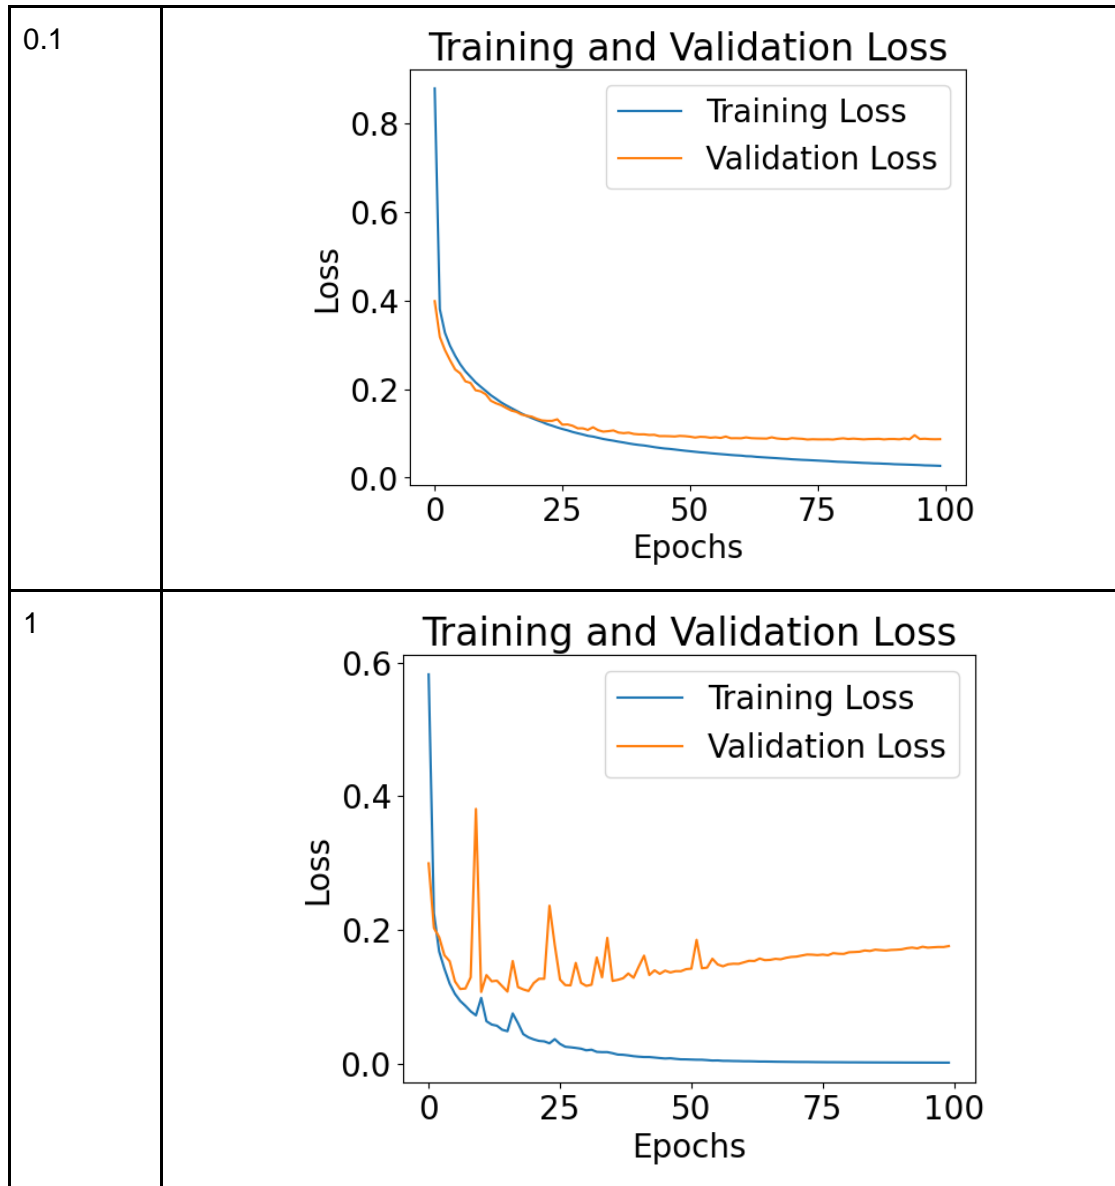 0.1
Training and Validation Loss
Training Loss
Validation Loss
0.8
0.6
0.4
0.2
0.0
Loss
0 25 50 75 100
Epochs
1
Training and Validation Loss
Training Loss
Validation Loss
0.6
0.4
0.2
0.0
Loss
0 25 50 75 100
Epochs